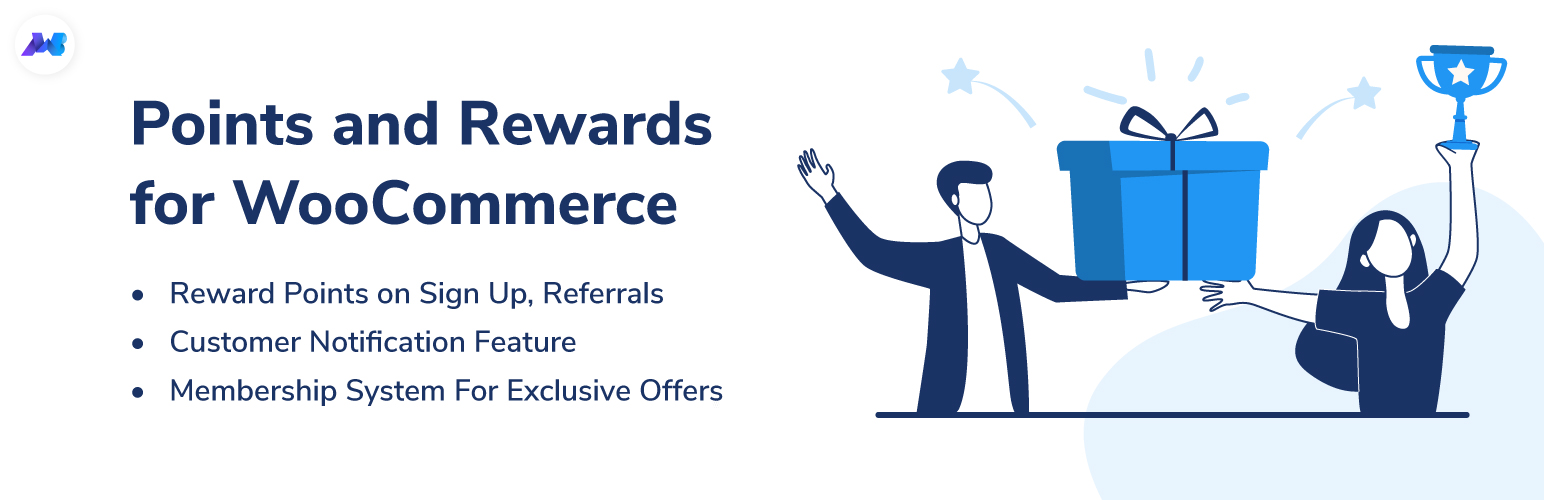 Points and Rewards
for WooCommerce
• Reward Points on Sign Up, Referrals
• Customer Notification Feature
• Membership System For Exclusive Offers